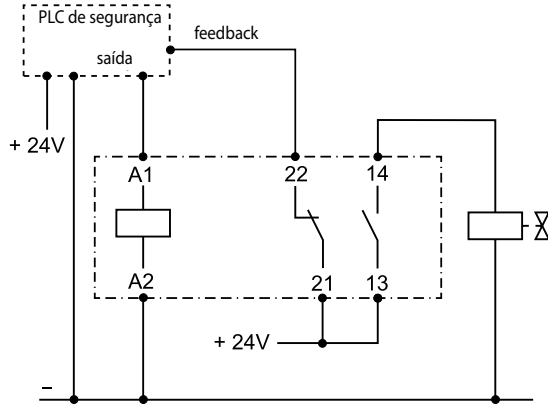 PLC de segurança
feedback
saída
+ 24V
A1
22
14
A2
21
13
+ 24V
–